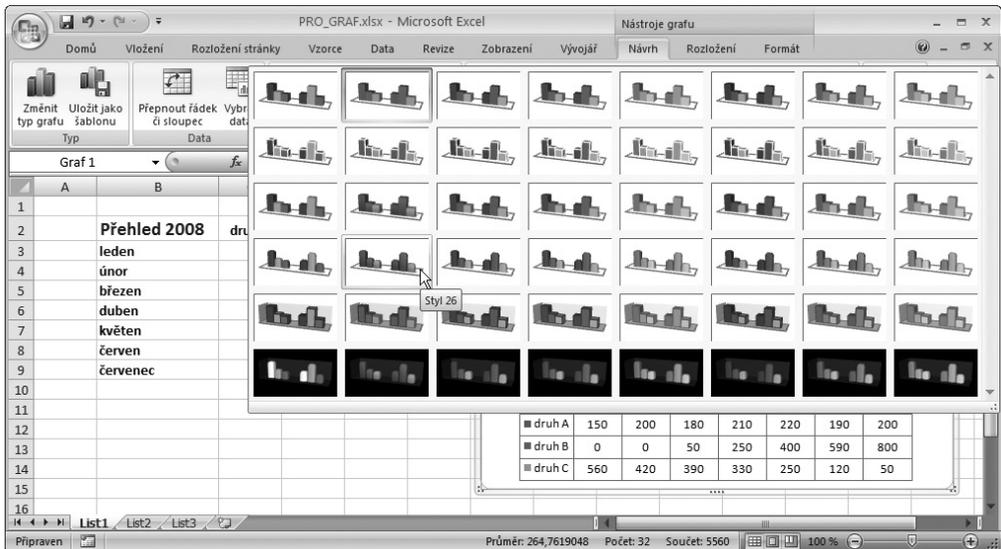 PRO_GRAF.xlsx - Microsoft Excel
Nástroje grafu
Domů Vložení Rozložení stránky Vzorce Data Revize Zobrazení Vývojář Návrh Rozložení Formát
Změnit typ grafu
Uložit jako šablonu
Přepnout řádek či sloupec
Typ
Data
Graf 1
fx
A B
1
2 Přehled 2008
3 leden
4 únor
5 březen
6 duben
7 květen
8 červen
9 červenec
10
11
12
13
14
15
16
Styl 26
druh A 150 200 180 210 220 190 200
druh B 0 0 50 250 400 590 800
druh C 560 420 390 330 250 120 50
List1 List2 List3
Připraven
Průměr: 264,7619048 Počet: 32 Součet: 5560 100 %